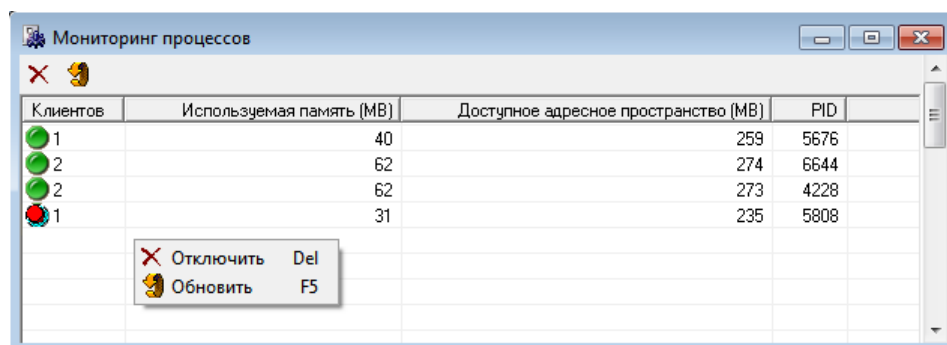 Мониторинг процессов
Клиентов Используемая память (MB) Доступное адресное пространство (MB) PID
1 40 259 5676
2 62 274 6644
2 62 273 4228
1 31 235 5808
Отключить Del
Обновить F5